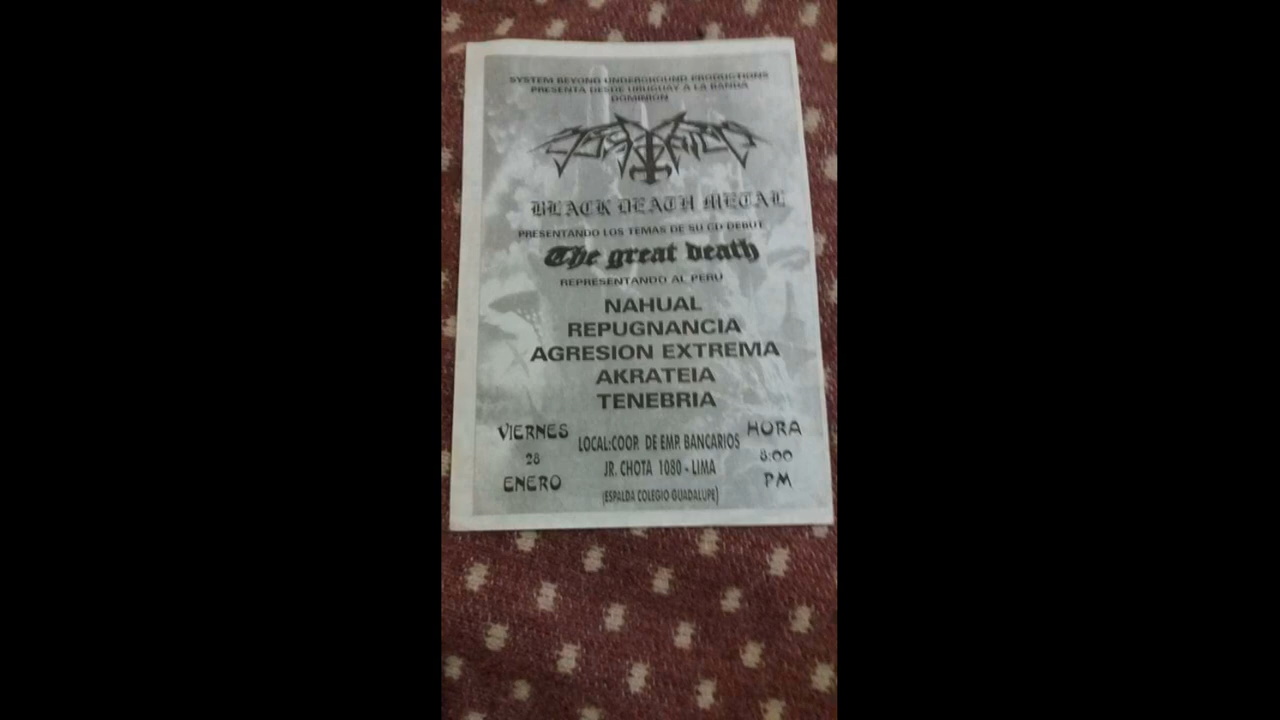 SYSTEM BEYOND UNDERGROUND PRODUCTIONS
PRESENTA DESDE URUGUAY A LA BANDA
DOMINION
BLACK DEATH METAL
PRESENTANDO LOS TEMAS DE SU CD DEBUT
The great death
REPRESENTANDO AL PERU
NAHUAL
REPUGNANCIA
AGRESION EXTREMA
AKRATEIA
TENEBRIA
VIERNES
28
ENERO
LOCAL:COOP. DE EMP. BANCARIOS
JR. CHOTA 1080 - LIMA
(ESPALDA COLEGIO GUADALUPE)
HORA
8:00
PM